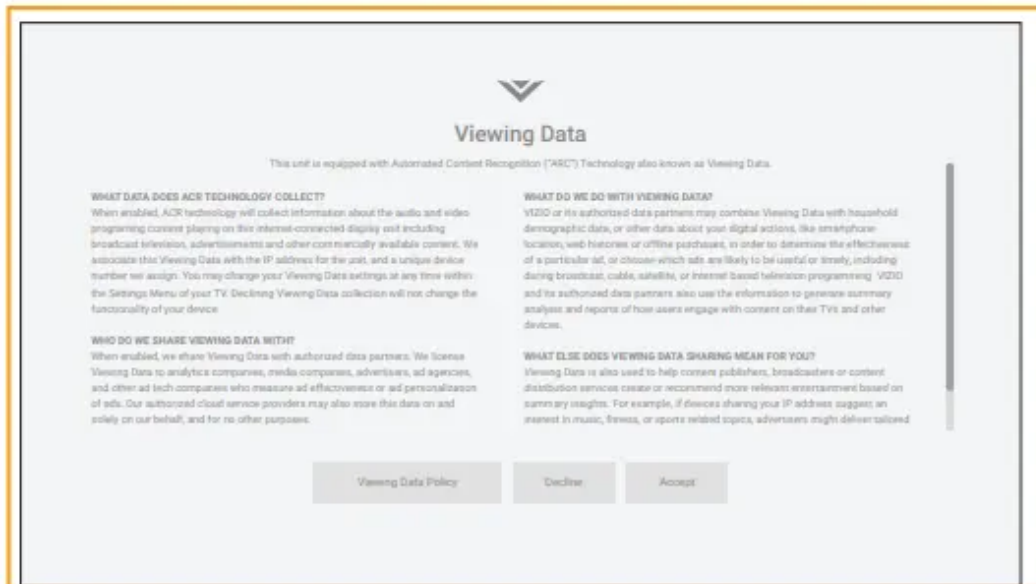 Viewing Data
This unit is equipped with Automated Content Recognition ("ARC") Technology also known as Viewing Data.
WHAT DATA DOES ACR TECHNOLOGY COLLECT?
When enabled, ACR technology will collect information about the audio and video
programing content playing on this internet-connected display unit including
broadcast television, advertisements and other commercially available content. We
associate this Viewing Data with the IP address for the unit, and a unique device
number we assign. You may change your Viewing Data settings at any time within
the Settings Menu of your TV. Declining Viewing Data collection will not change the
functionality of your device
WHO DO WE SHARE VIEWING DATA WITH?
When enabled, we share Viewing Data with authorized data partners. We license
Viewing Data to analytics companies, media companies, advertisers, ad agencies,
and other ad tech companies who measure ad effectiveness or ad personalization
of ads. Our authorized cloud service providers may also store this data on and
solely on our behalf, and for no other purposes.
WHAT DO WE DO WITH VIEWING DATA?
VIZIO or its authorized data partners may combine Viewing Data with household
demographic data, or other data about your digital actions, like smartphone
location, web histories or offline purchases, in order to determine the effectiveness
of a particular ad, or choose which ads are likely to be useful or timely, including
during broadcast, cable, satellite, or internet based television programming VIZIO
and its authorized data partners also use the information to generate summary
analysis and reports of how users engage with content on their TVs and other
devices.
WHAT ELSE DOES VIEWING DATA SHARING MEAN FOR YOU?
Viewing Data is also used to help content publishers, broadcasters or content
distribution services create or recommend more relevant entertainment based on
summary insights. For example, if devices sharing your IP address suggest an
interest in music, fitness, or sports related topics, advertisers might deliver tailored
Viewing Data Policy
Decline
Accept